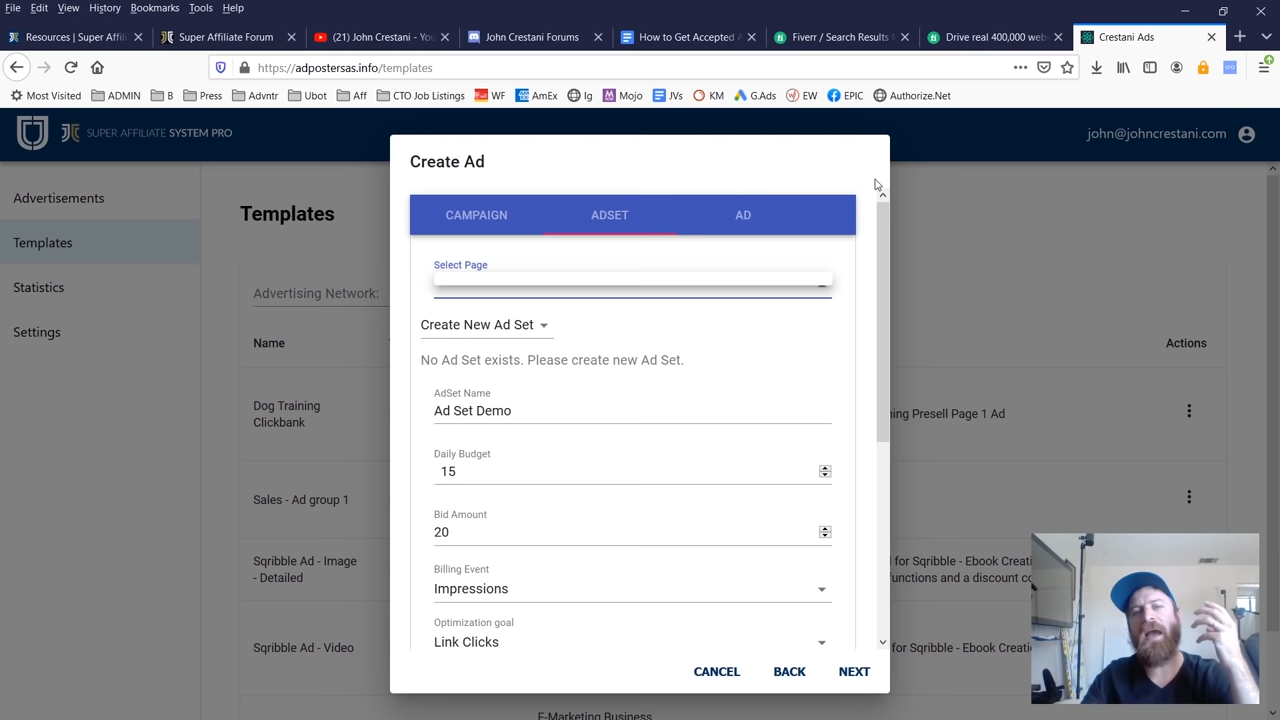 File Edit View History Bookmarks Tools Help
Resources | Super Affilia
Super Affiliate Forum
(21) John Crestani - You
John Crestani Forums
How to Get Accepted A
Fiverr / Search Results f
Drive real 400,000 web
Crestani Ads
https://adpostersas.info/templates
Most Visited ADMIN B Press Advntr Ubot Aff CTO Job Listings WF AmEx Ig Mojo JVs KM G.Ads EW EPIC Authorize.Net
SUPER AFFILIATE SYSTEM PRO
john@johncrestani.com
Advertisements
Templates
Statistics
Settings
Templates
Advertising Network:
Name
Actions
Dog Training
Clickbank
ning Presell Page 1 Ad
Sales - Ad group 1
Sqribble Ad - Image
- Detailed
d for Sqribble - Ebook Creati
functions and a discount co
Sqribble Ad - Video
for Sqribble - Ebook Creati
E-Marketing Business
Create Ad
CAMPAIGN ADSET AD
Select Page
Create New Ad Set
No Ad Set exists. Please create new Ad Set.
AdSet Name
Ad Set Demo
Daily Budget
15
Bid Amount
20
Billing Event
Impressions
Optimization goal
Link Clicks
CANCEL BACK NEXT